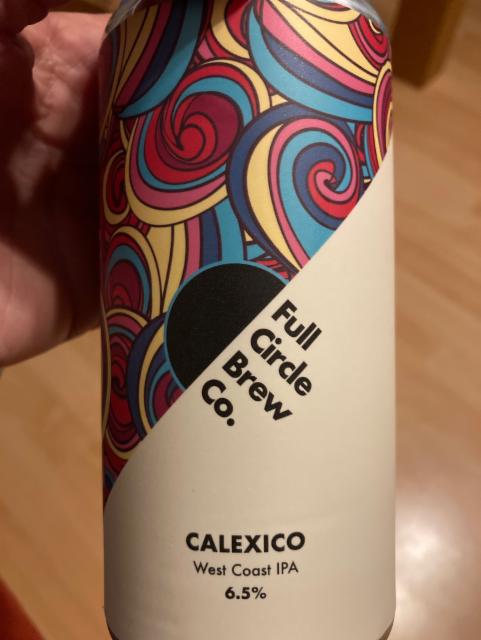 Full
Circle
Brew
Co.
CALEXICO
West Coast IPA
6.5%